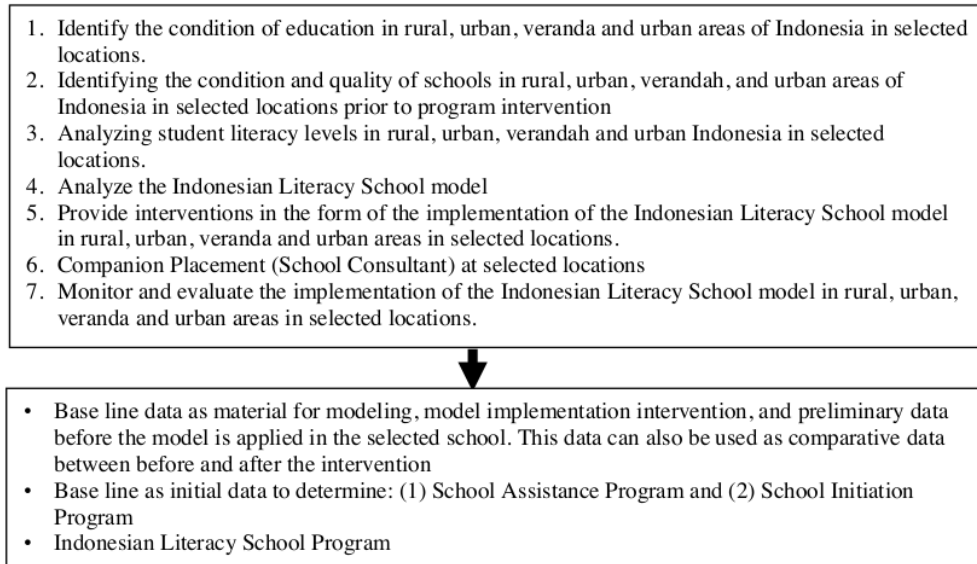 1. Identify the condition of education in rural, urban, veranda and urban areas of Indonesia in selected
locations.
2. Identifying the condition and quality of schools in rural, urban, verandah, and urban areas of
Indonesia in selected locations prior to program intervention
3. Analyzing student literacy levels in rural, urban, verandah and urban Indonesia in selected
locations.
4. Analyze the Indonesian Literacy School model
5. Provide interventions in the form of the implementation of the Indonesian Literacy School model
in rural, urban, veranda and urban areas in selected locations.
6. Companion Placement (School Consultant) at selected locations
7. Monitor and evaluate the implementation of the Indonesian Literacy School model in rural, urban,
veranda and urban areas in selected locations.
• Base line data as material for modeling, model implementation intervention, and preliminary data
before the model is applied in the selected school. This data can also be used as comparative data
between before and after the intervention
• Base line as initial data to determine: (1) School Assistance Program and (2) School Initiation
Program
• Indonesian Literacy School Program